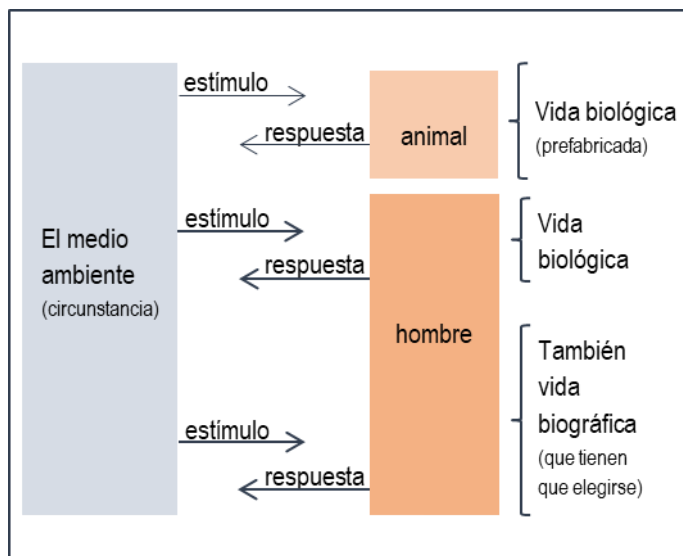 estímulo
respuesta
animal
Vida biológica
(prefabricada)
El medio
ambiente
(circunstancia)
estímulo
respuesta
hombre
Vida
biológica
estímulo
respuesta
También
vida
biográfica
(que tienen
que elegirse)